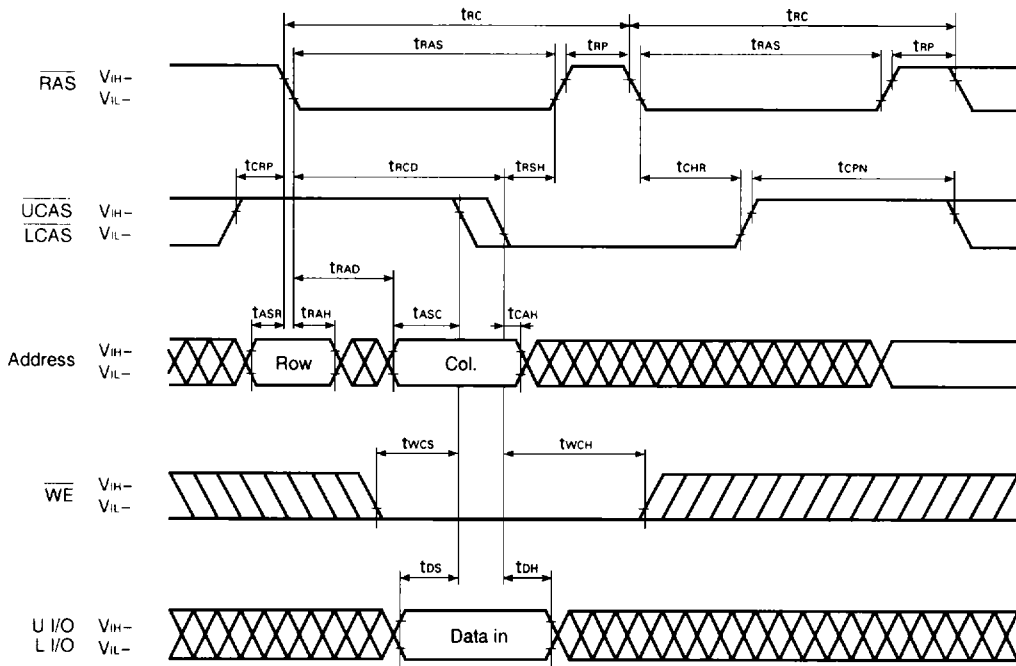 tRC tRC
tRAS tRP tRAS tRP
RAS VIH– VIL–
tCRP tRCD tRSH tCHR tCPN
UCAS VIH–
LCAS VIL–
tRAD
tASR tRAH tASC tCAH
Address VIH– VIL– Row Col.
tWCS tWCH
WE VIH– VIL–
tDS tDH
U I/O VIH–
L I/O VIL– Data in